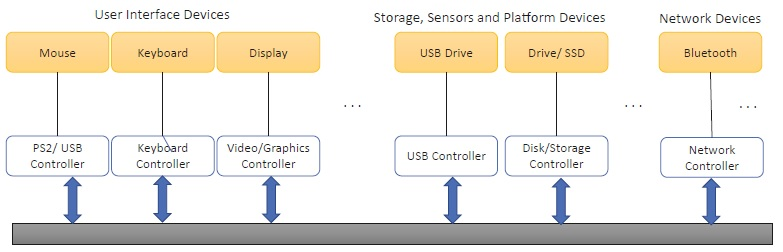 User Interface Devices
Storage, Sensors and Platform Devices
Network Devices
Mouse
Keyboard
Display
USB Drive
Drive/ SSD
Bluetooth
. . .
. . .
. . .
PS2/ USB
Controller
Keyboard
Controller
Video/Graphics
Controller
USB Controller
Disk/Storage
Controller
Network
Controller